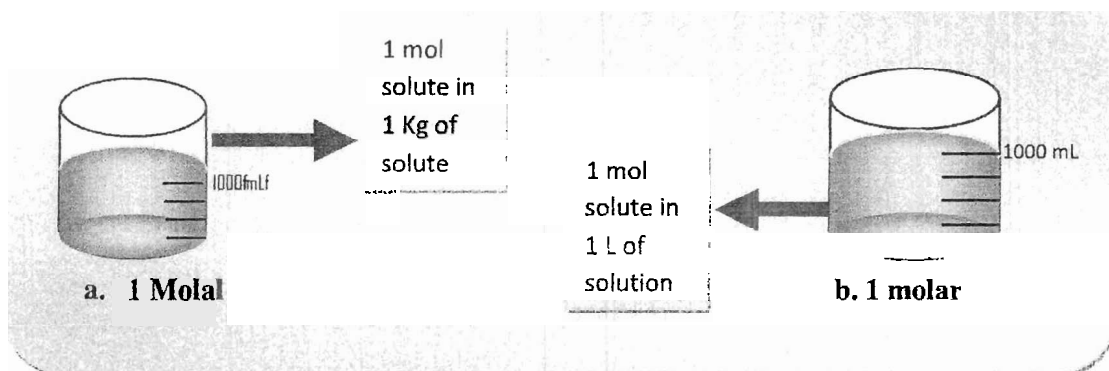 1 mol
solute in
1 Kg of
solute
1000fmLf
a. 1 Molal
1 mol
solute in
1 L of
solution
1000 mL
b. 1 molar